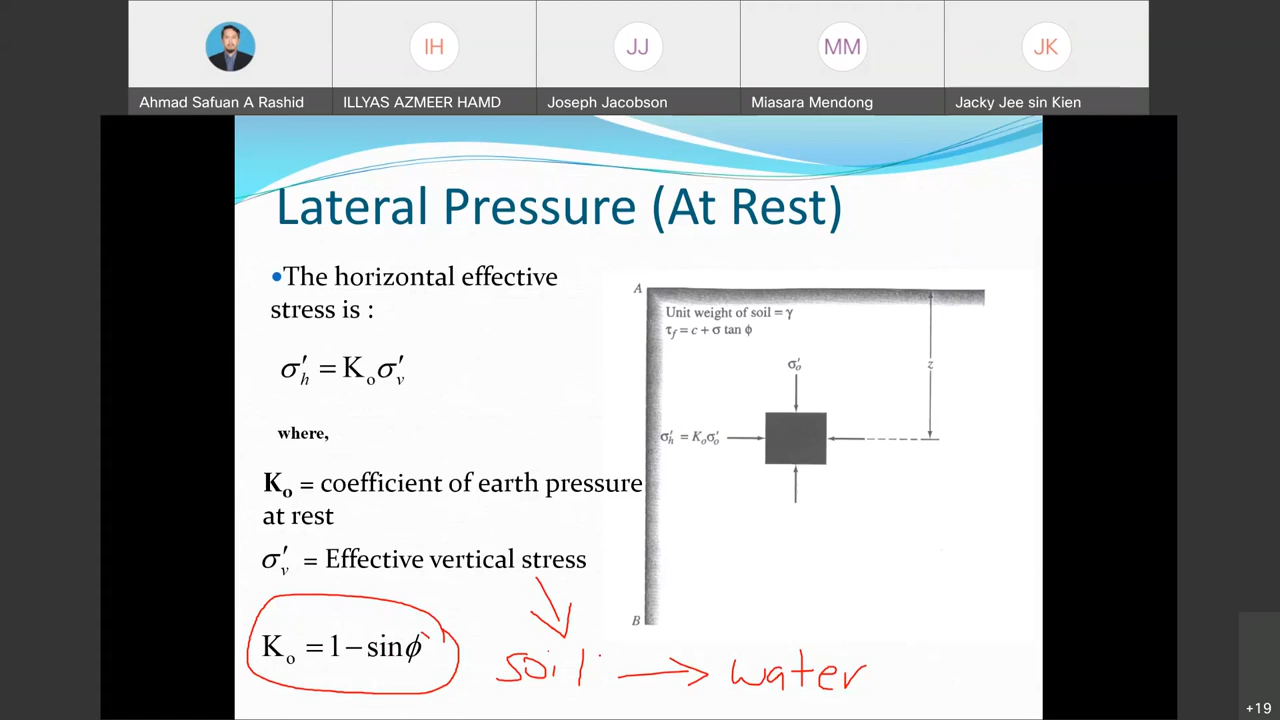 IH
JJ
MM
JK
Ahmad Safuan A Rashid
ILLYAS AZMEER HAMD
Joseph Jacobson
Miasara Mendong
Jacky Jee sin Kien
Lateral Pressure (At Rest)
•The horizontal effective
stress is :
σ′h = Koσ′v
where,
Ko = coefficient of earth pressure
at rest
σ′v = Effective vertical stress
Ko = 1 − sinϕ
A
Unit weight of soil = γ
τf = c + σ tan ϕ
σ′o
z
σ′h = Koσ′o
B
soil → water
+19